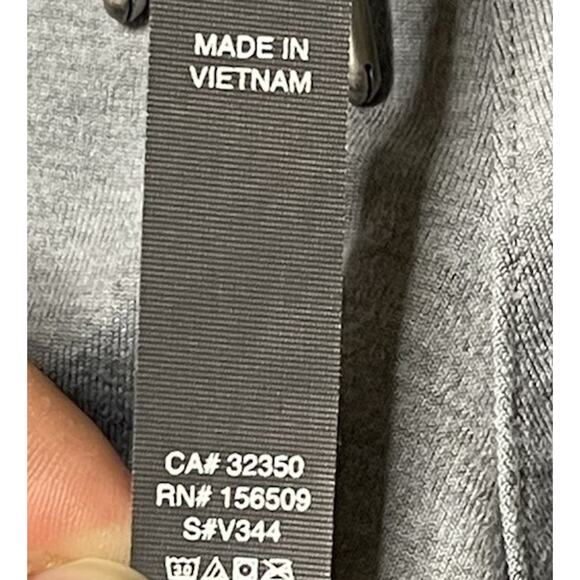 MADE IN
VIETNAM
CA# 32350
RN# 156509
S#V344